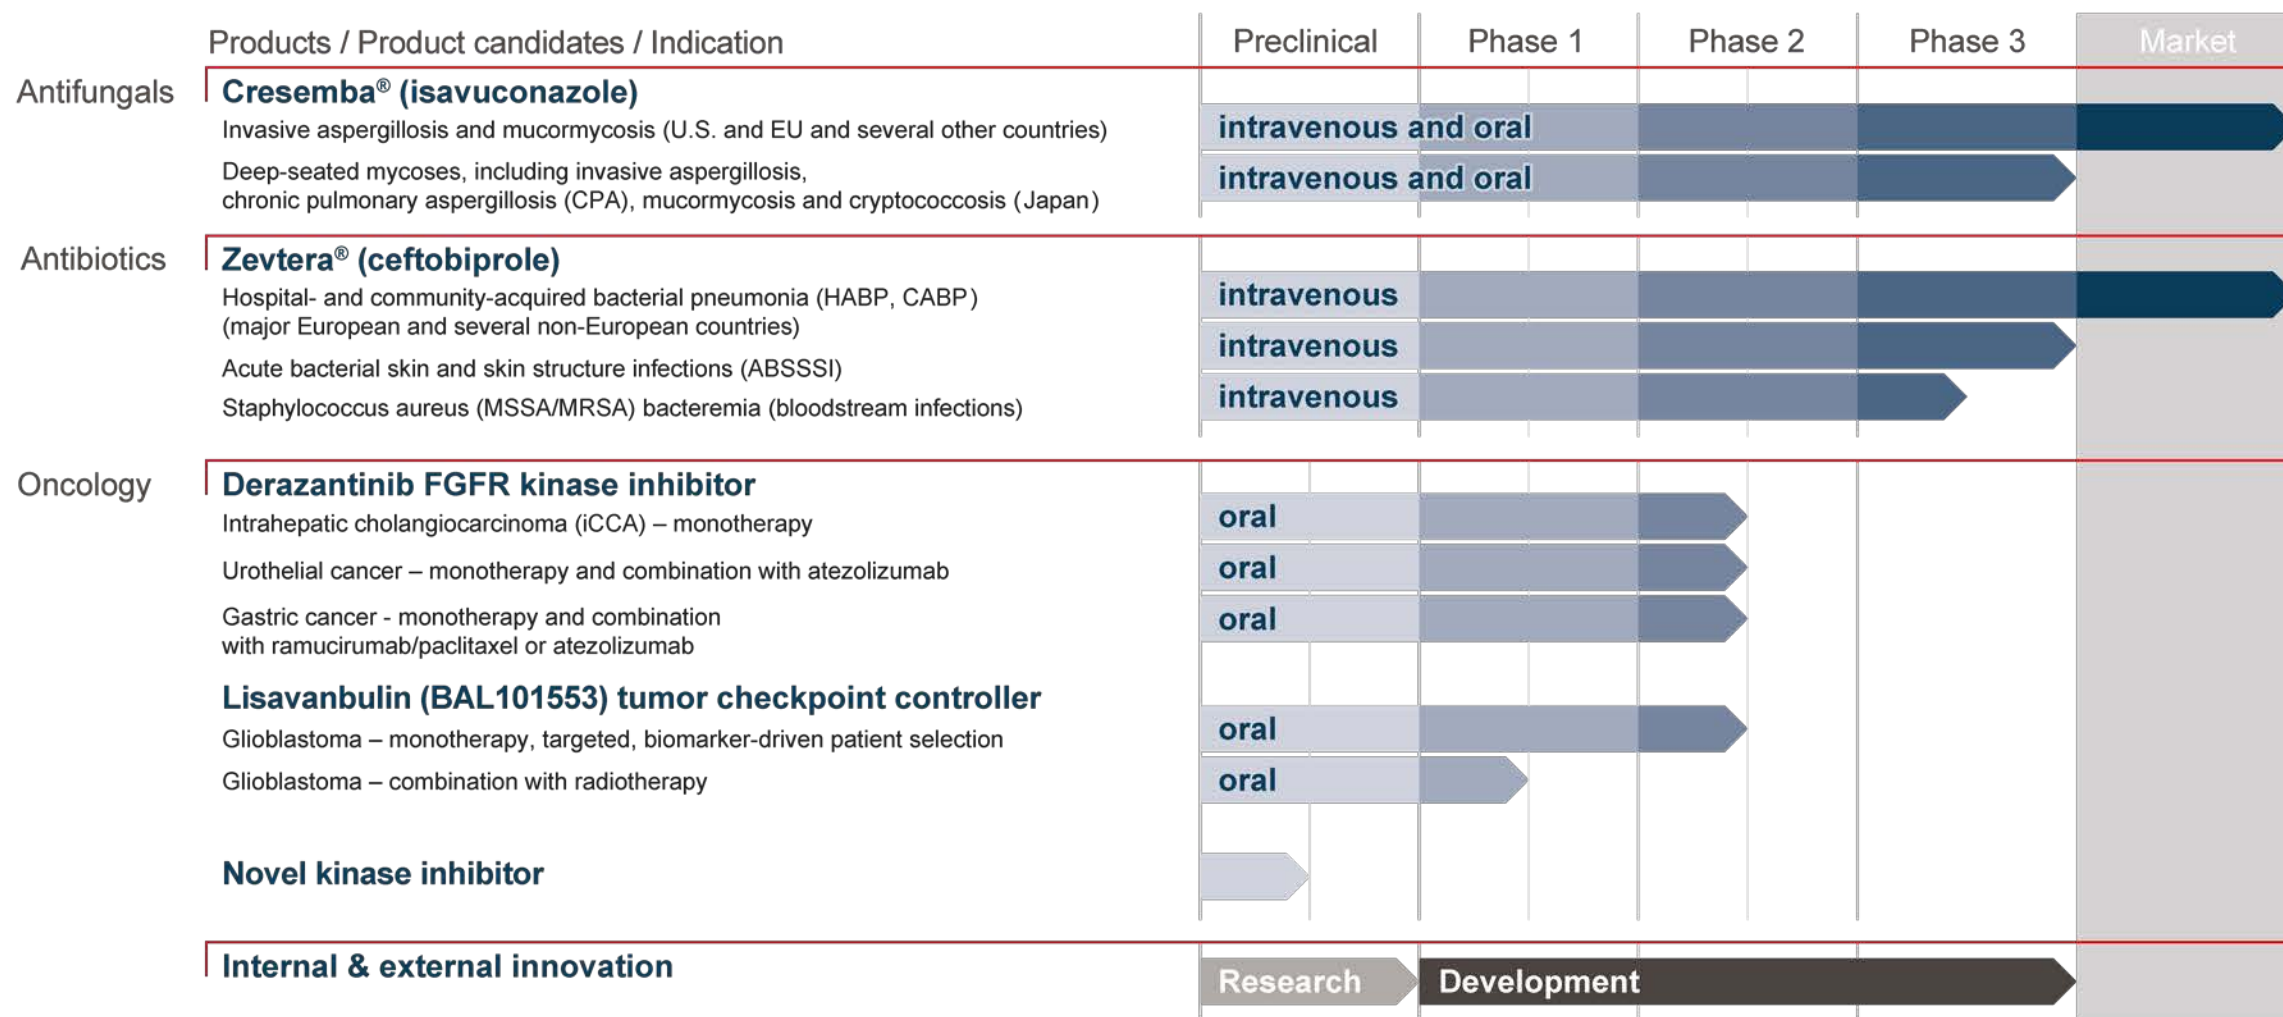 Products / Product candidates / Indication
Preclinical
Phase 1
Phase 2
Phase 3
Market
Antifungals
Cresemba® (isavuconazole)
Invasive aspergillosis and mucormycosis (U.S. and EU and several other countries)
intravenous and oral
Deep-seated mycoses, including invasive aspergillosis,
chronic pulmonary aspergillosis (CPA), mucormycosis and cryptococcosis (Japan)
intravenous and oral
Antibiotics
Zevtera® (ceftobiprole)
Hospital- and community-acquired bacterial pneumonia (HABP, CABP)
(major European and several non-European countries)
intravenous
Acute bacterial skin and skin structure infections (ABSSSI)
intravenous
Staphylococcus aureus (MSSA/MRSA) bacteremia (bloodstream infections)
intravenous
Oncology
Derazantinib FGFR kinase inhibitor
Intrahepatic cholangiocarcinoma (iCCA) – monotherapy
oral
Urothelial cancer – monotherapy and combination with atezolizumab
oral
Gastric cancer - monotherapy and combination
with ramucirumab/paclitaxel or atezolizumab
oral
Lisavanbulin (BAL101553) tumor checkpoint controller
Glioblastoma – monotherapy, targeted, biomarker-driven patient selection
oral
Glioblastoma – combination with radiotherapy
oral
Novel kinase inhibitor
Internal & external innovation
Research
Development